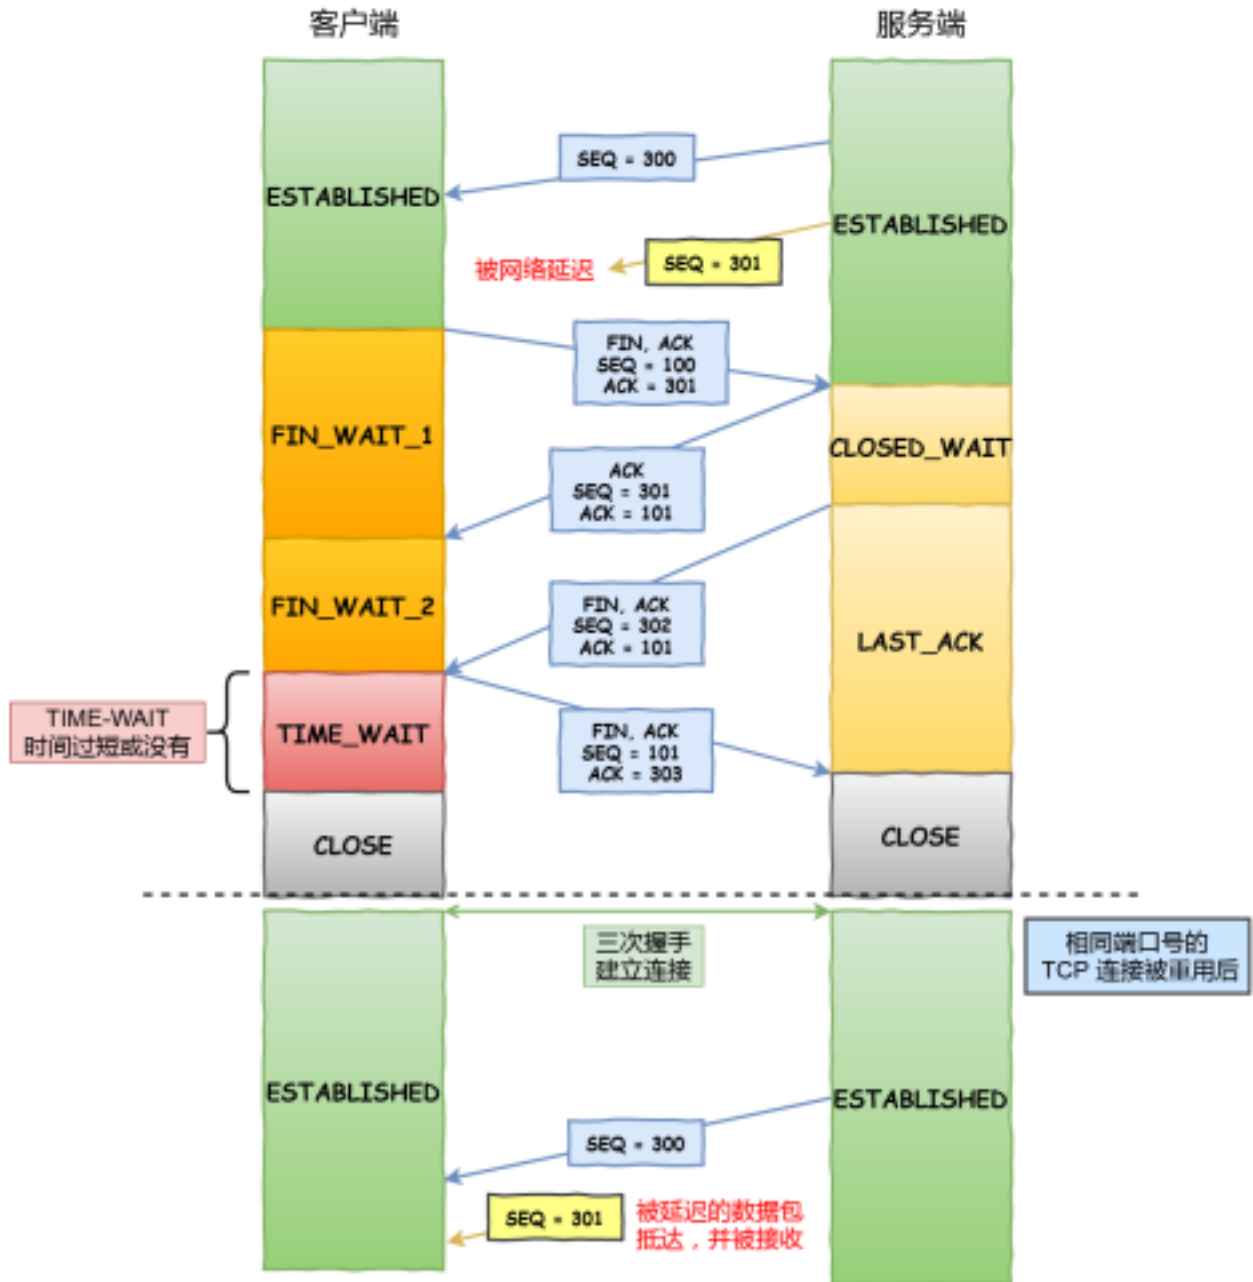 客户端
服务端
SEQ = 300
ESTABLISHED
ESTABLISHED
被网络延迟
SEQ = 301
FIN, ACK
SEQ = 100
ACK = 301
FIN_WAIT_1
CLOSED_WAIT
ACK
SEQ = 301
ACK = 101
FIN_WAIT_2
FIN, ACK
SEQ = 302
ACK = 101
LAST_ACK
TIME-WAIT
时间过短或没有
TIME_WAIT
FIN, ACK
SEQ = 101
ACK = 303
CLOSE
CLOSE
三次握手
建立连接
相同端口号的
TCP 连接被重用后
ESTABLISHED
ESTABLISHED
SEQ = 300
SEQ = 301
被延迟的数据包
抵达，并被接收